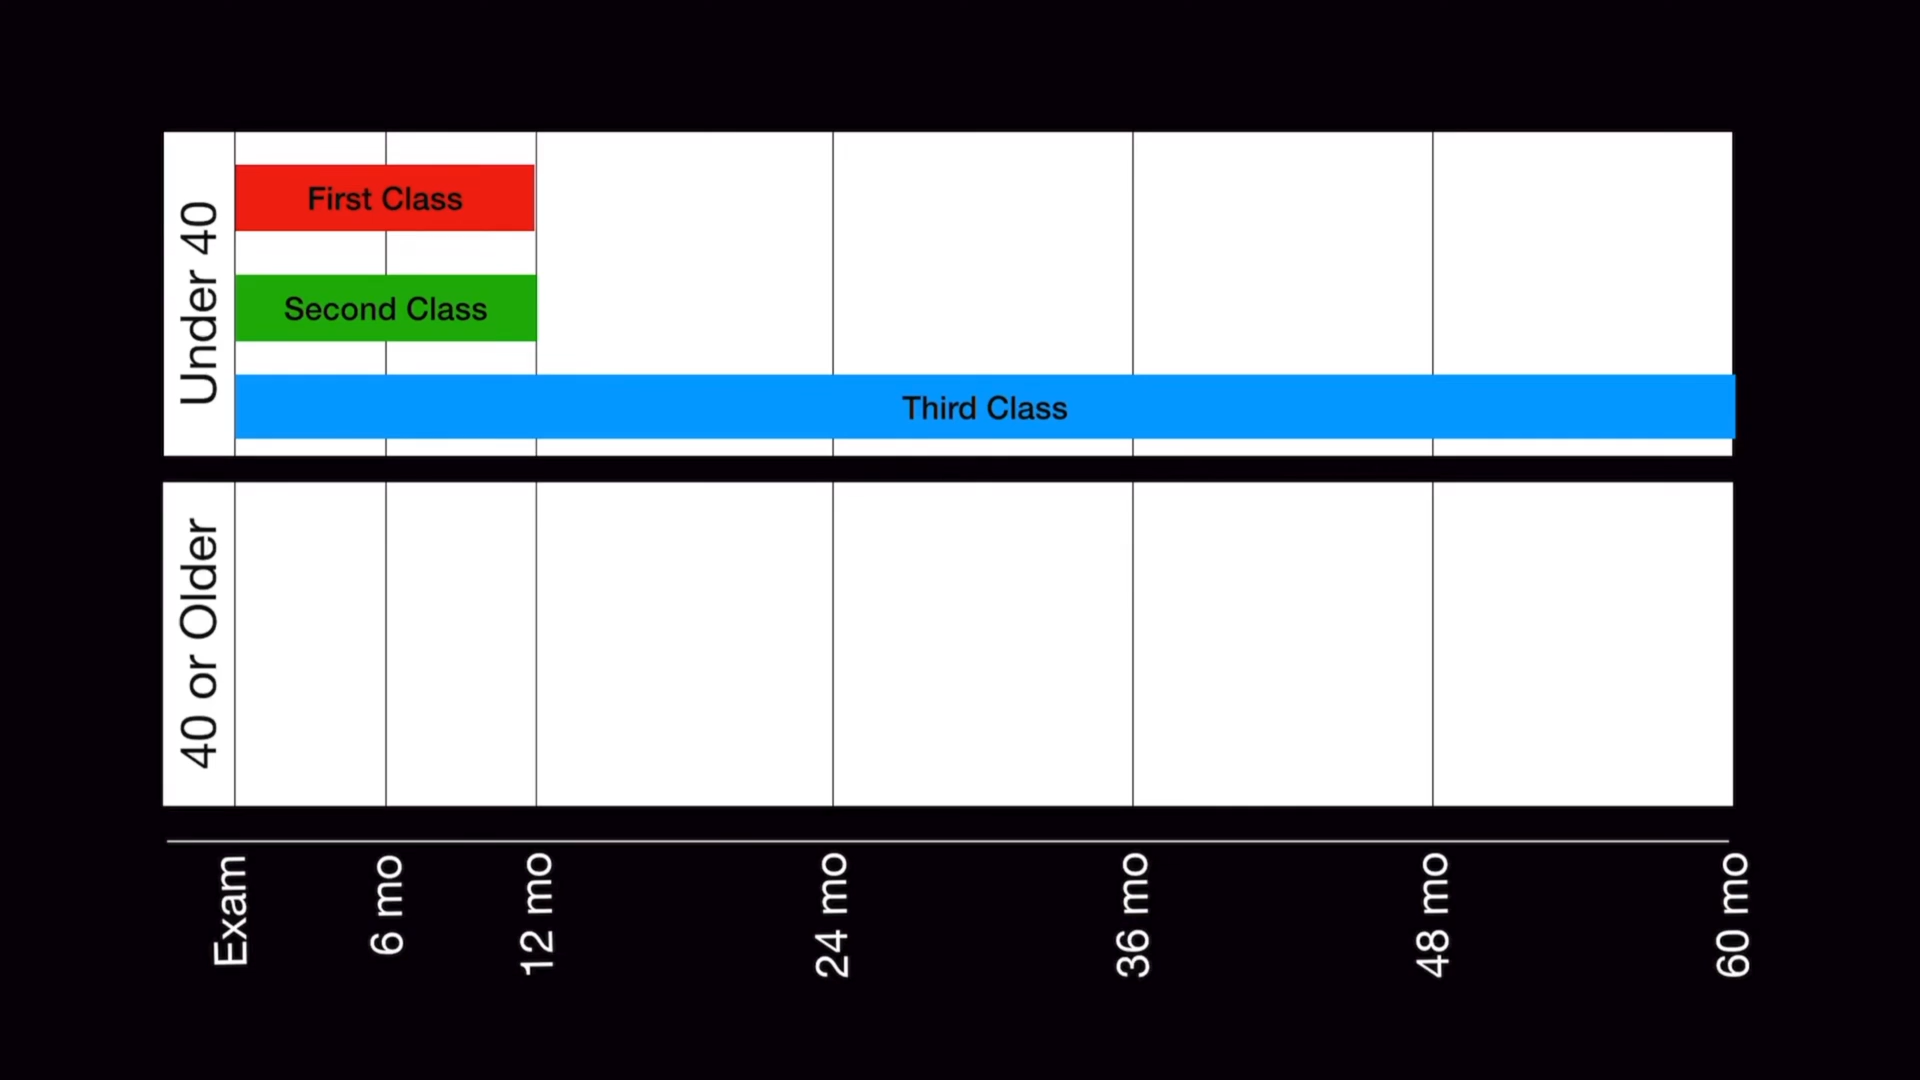 Under 40
First Class
Second Class
Third Class
40 or Older
Exam
6 mo
12 mo
24 mo
36 mo
48 mo
60 mo